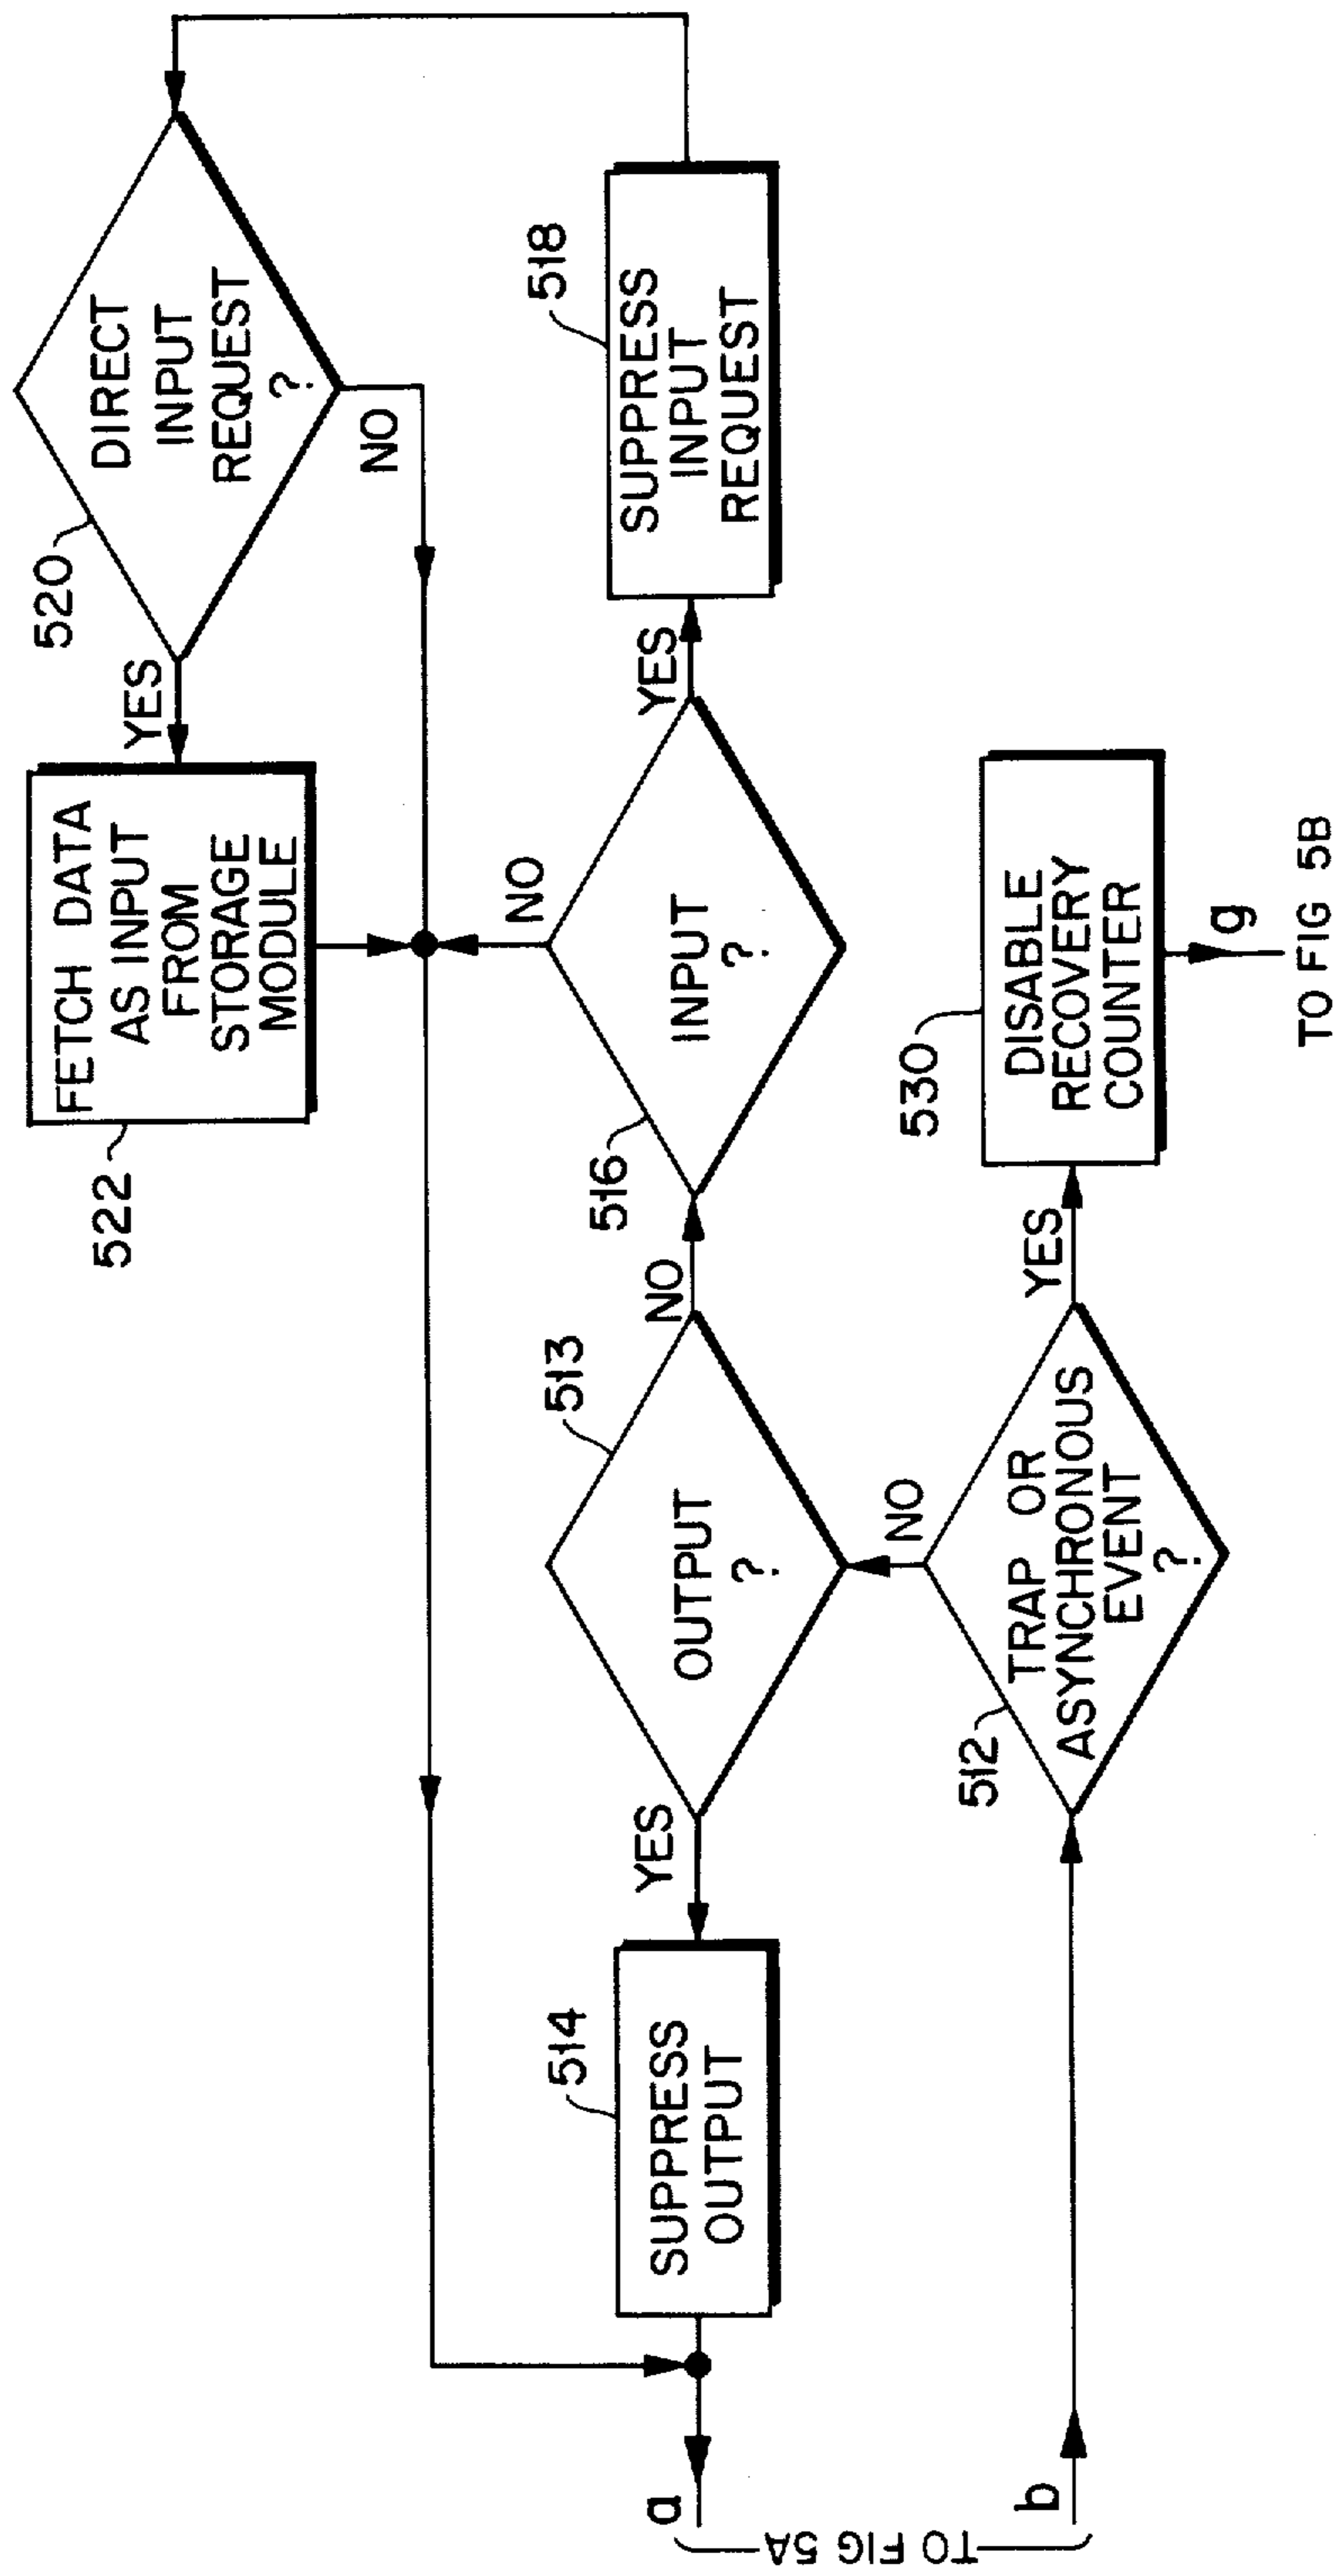 DIRECT
INPUT
REQUEST
?
520
YES
NO
FETCH DATA
AS INPUT
FROM
STORAGE
MODULE
522
SUPPRESS
INPUT
REQUEST
518
YES
INPUT
?
516
NO
NO
OUTPUT
?
513
YES
SUPPRESS
OUTPUT
514
a
TO FIG 5A
b
TRAP OR
ASYNCHRONOUS
EVENT
?
512
NO
YES
DISABLE
RECOVERY
COUNTER
530
g
TO FIG 5B